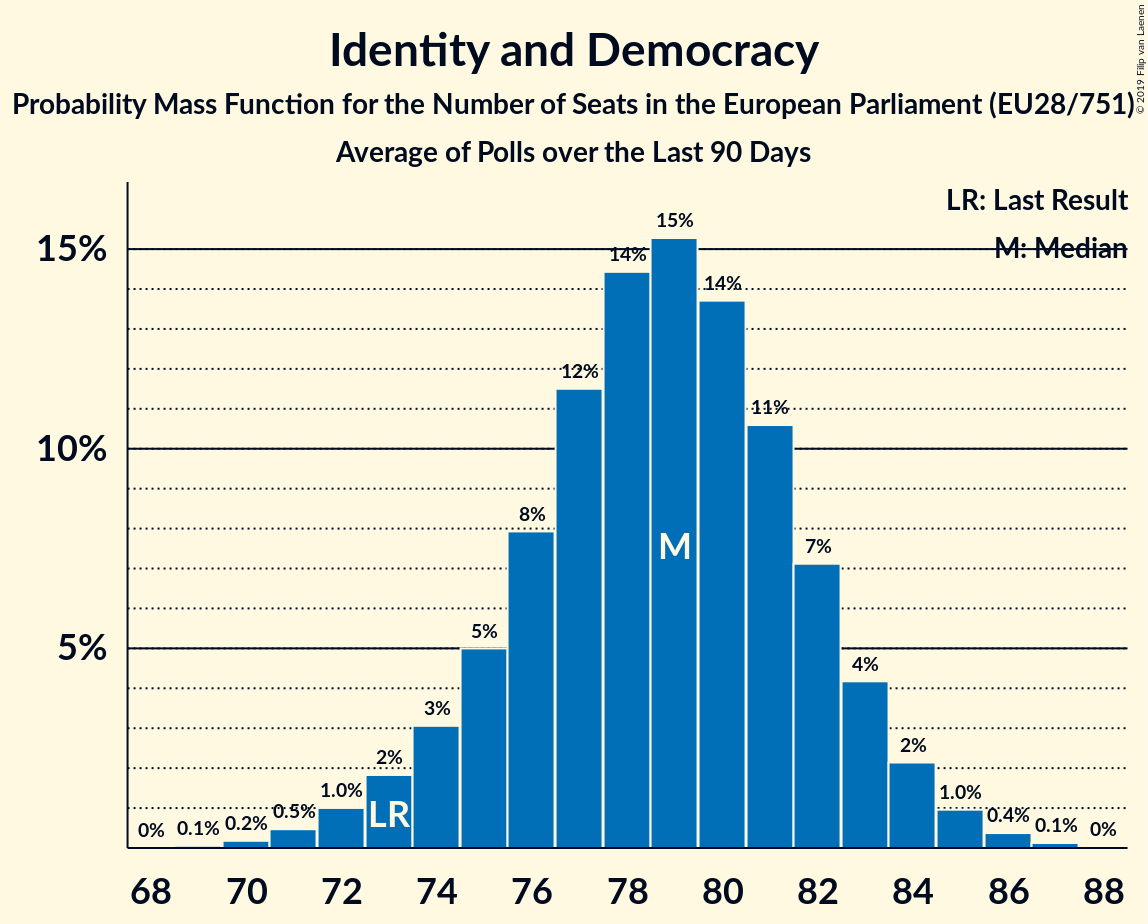 Identity and Democracy
Probability Mass Function for the Number of Seats in the European Parliament (EU28/751)
Average of Polls over the Last 90 Days
© 2019 Filip van Laenen
LR: Last Result
M: Median
15%
10%
5%
0%
0.1%
0.2%
0.5%
1.0%
2%
3%
5%
8%
12%
14%
15%
14%
11%
7%
4%
2%
1.0%
0.4%
0.1%
0%
LR
M
68 70 72 74 76 78 80 82 84 86 88